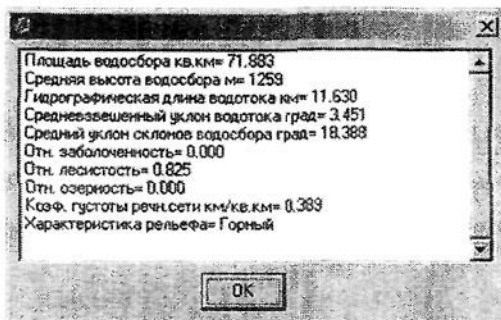 Площадь водосбора кв.км= 71.883
Средняя высота водосбора м= 1259
Гидрографическая длина водотока км= 11.630
Средневзвешенный уклон водотока град= 3.451
Средний уклон склонов водосбора град= 18.389
Отн. заболоченность= 0.000
Отн. лесистость= 0.825
Отн. озерность= 0.000
Коэф. густоты речн.сети км/кв.км= 0.389
Характеристика рельефа= Горный
OK